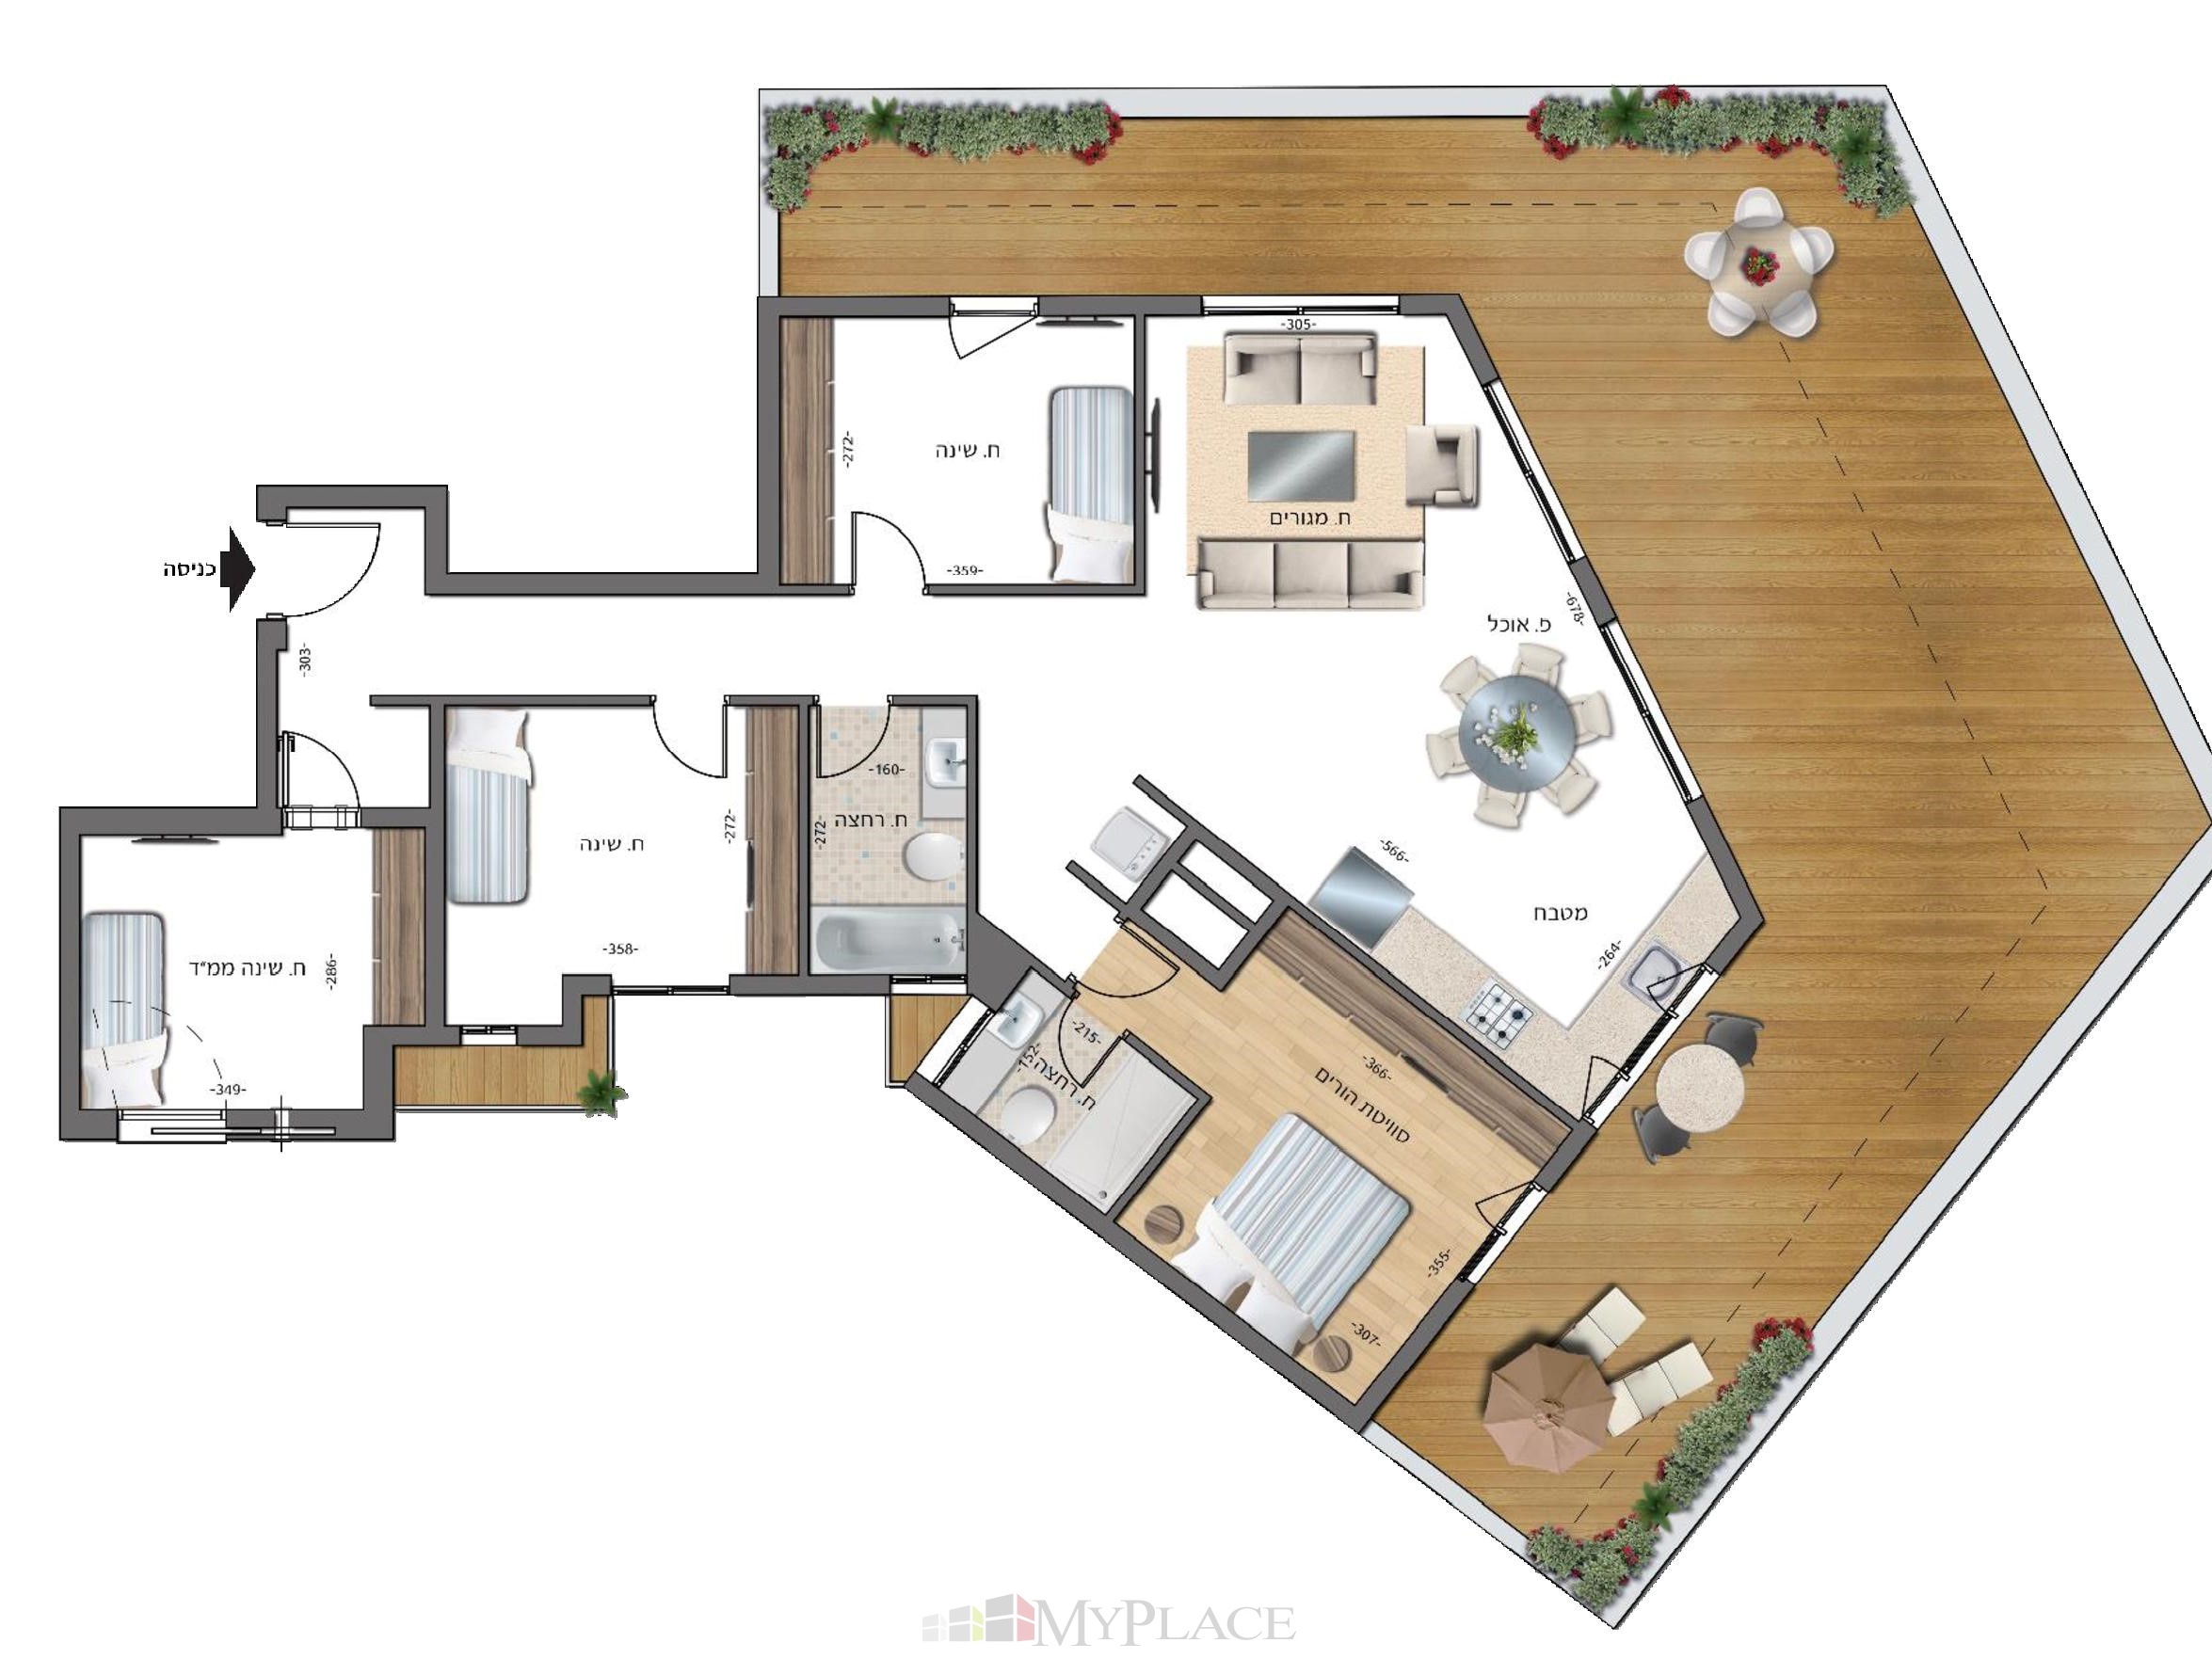 -305-
-272-
ח. שינה
-359-
ח. מגורים
כניסה
-303-
פ. אוכל
-678-
-160-
ח. רחצה
-272-
-272-
ח. שינה
-358-
-566-
מטבח
-264-
ח. שינה ממ״ד
-286-
-349-
-215-
-152-
ח. רחצה
-366-
סוויטת הורים
-355-
-307-
MYPLACE